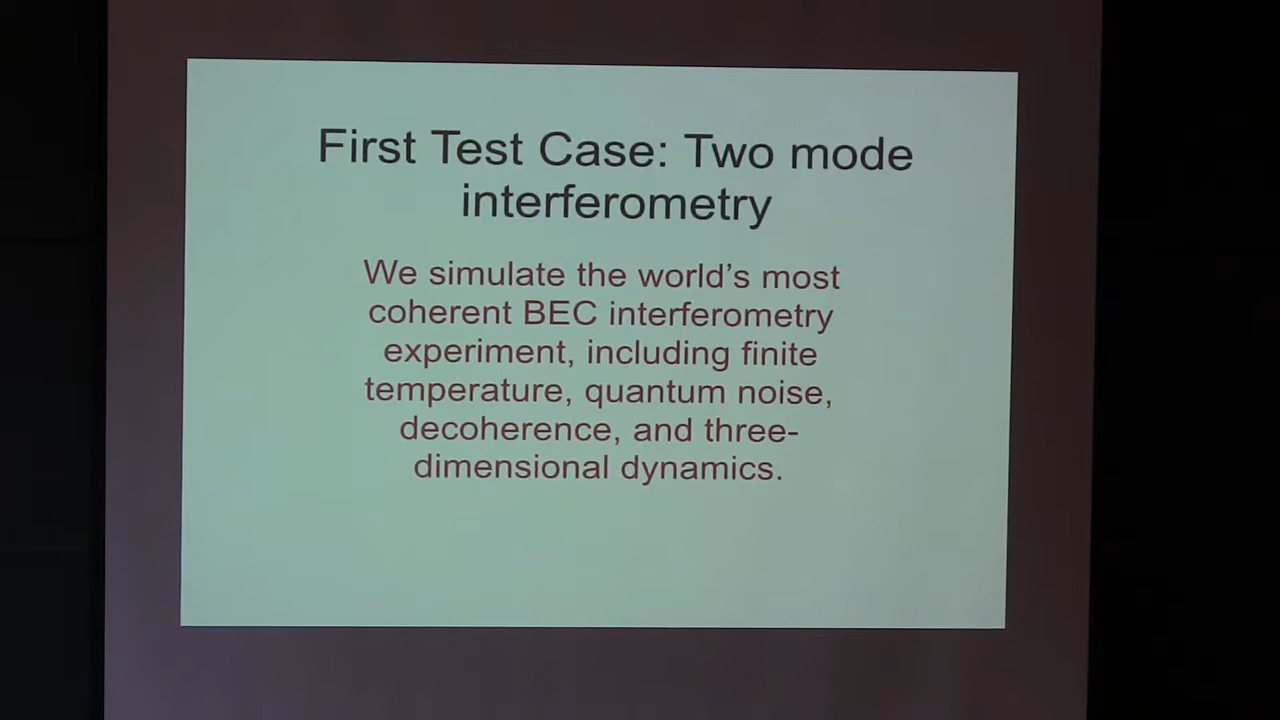 First Test Case: Two mode
interferometry
We simulate the world’s most
coherent BEC interferometry
experiment, including finite
temperature, quantum noise,
decoherence, and three-
dimensional dynamics.